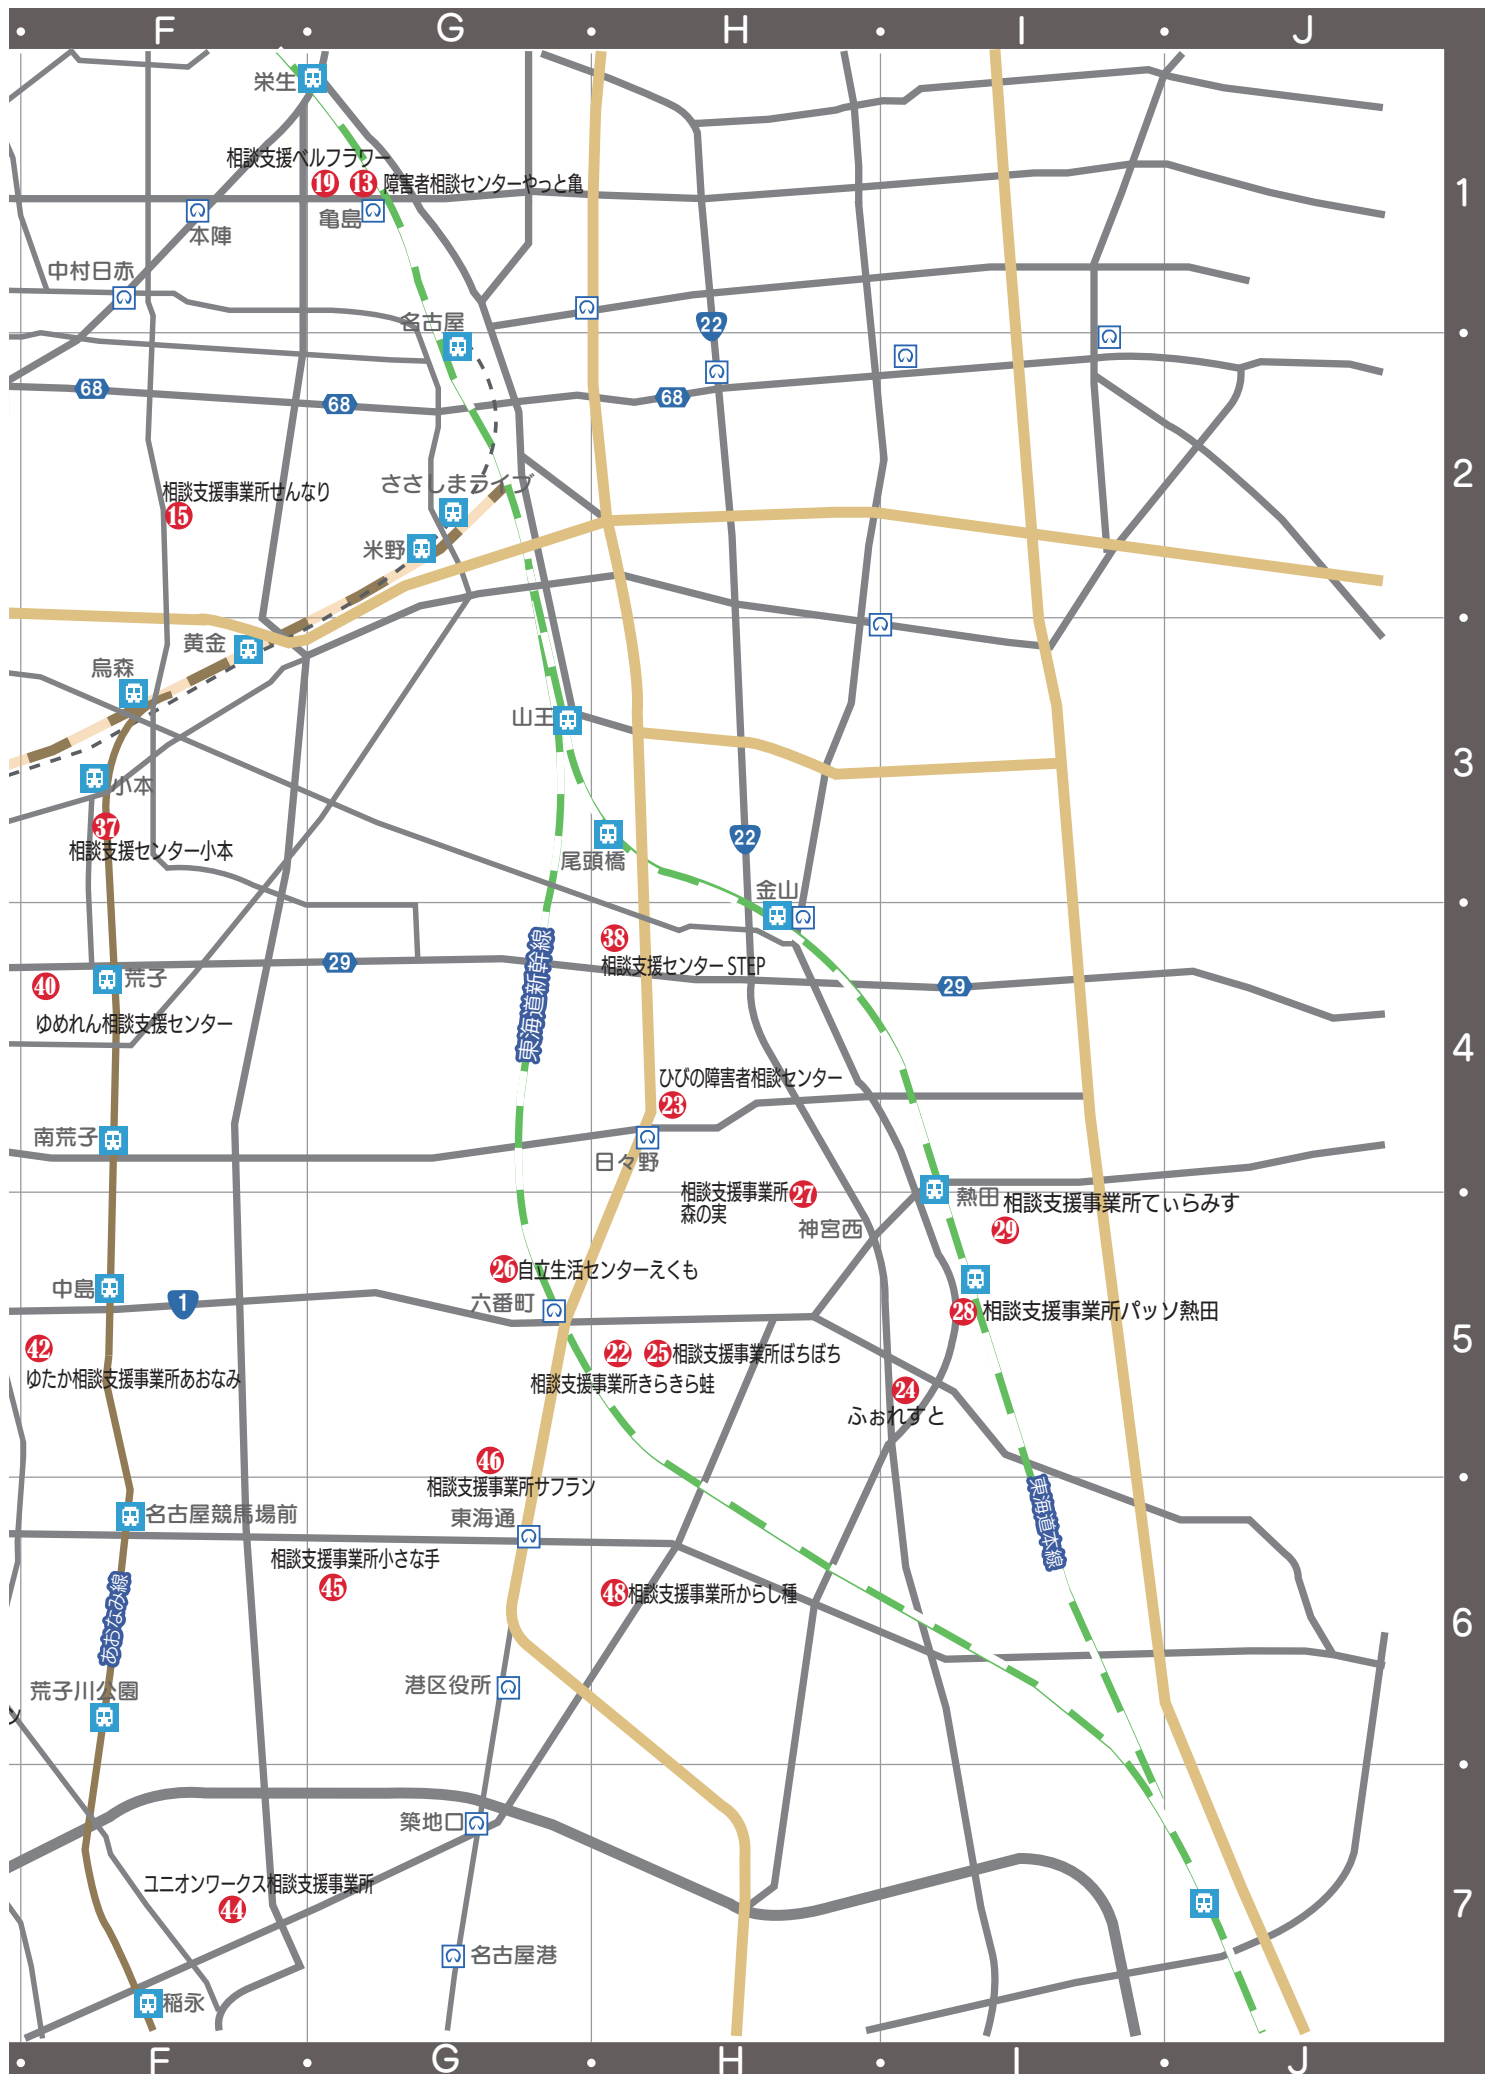 F
G
H
I
J
栄生
相談支援ベルフラワー
19
13
障害者相談センターやっと亀
1
亀島
本陣
中村日赤
名古屋
22
68
68
68
2
ささしまライブ
相談支援事業所せんなり
15
米野
黄金
烏森
山王
3
小本
37
相談支援センター小本
22
尾頭橋
金山
38
相談支援センター STEP
東海道新幹線
29
29
荒子
40
ゆめれん相談支援センター
4
ひびの障害者相談センター
23
南荒子
日々野
相談支援事業所
森の実
27
熱田
相談支援事業所てぃらみす
29
神宮西
26
自立生活センターえくも
中島
1
六番町
28
相談支援事業所パッソ熱田
5
42
ゆたか相談支援事業所あおなみ
22
25
相談支援事業所ぼちぼち
相談支援事業所きらきら蛙
24
ふぉれすと
46
相談支援事業所サフラン
東海道本線
名古屋競馬場前
東海通
相談支援事業所小さな手
45
48
相談支援事業所からし種
6
あおなみ線
港区役所
荒子川公園
築地口
ユニオンワークス相談支援事業所
44
7
名古屋港
稲永
F
G
H
I
J